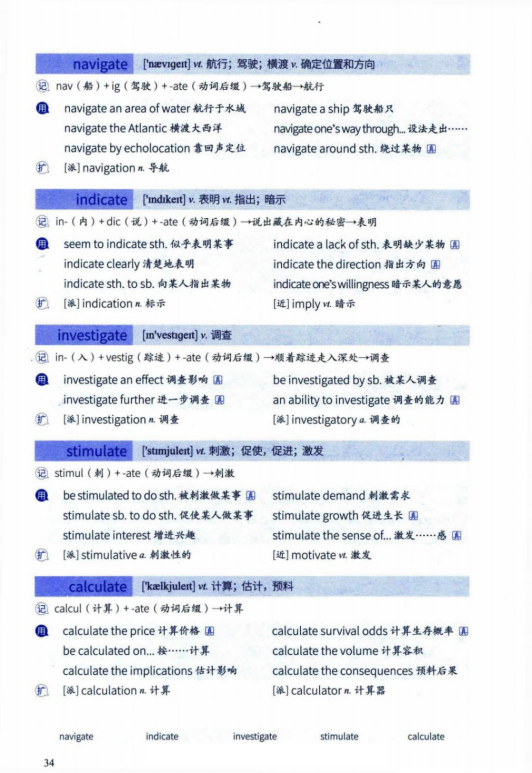 navigate ['nævɪɡeɪt] vt. 航行；驾驶；横渡 v. 确定位置和方向
记 nav（船）+ig（驾驶）+-ate（动词后缀）→驾驶船→航行
用 navigate an area of water 航行于水域 navigate a ship 驾驶船只
navigate the Atlantic 横渡大西洋 navigate one's way through... 设法走出……
navigate by echolocation 靠回声定位 navigate around sth. 绕过某物 真
扩 [派] navigation n. 导航
indicate ['ɪndɪkeɪt] v. 表明 vt. 指出；暗示
记 in-（内）+dic（说）+-ate（动词后缀）→说出藏在内心的秘密→表明
用 seem to indicate sth. 似乎表明某事 indicate a lack of sth. 表明缺少某物 真
indicate clearly 清楚地表明 indicate the direction 指出方向 真
indicate sth. to sb. 向某人指出某物 indicate one's willingness 暗示某人的意愿
扩 [派] indication n. 标示 [近] imply vt. 暗示
investigate [ɪn'vestɪɡeɪt] v. 调查
记 in-（入）+vestig（踪迹）+-ate（动词后缀）→顺着踪迹走入深处→调查
用 investigate an effect 调查影响 真 be investigated by sb. 被某人调查
investigate further 进一步调查 真 an ability to investigate 调查的能力 真
扩 [派] investigation n. 调查 [派] investigatory a. 调查的
stimulate ['stɪmjuleɪt] vt. 刺激；促使，促进；激发
记 stimul（刺）+-ate（动词后缀）→刺激
用 be stimulated to do sth. 被刺激做某事 真 stimulate demand 刺激需求
stimulate sb. to do sth. 促使某人做某事 stimulate growth 促进生长 真
stimulate interest 增进兴趣 stimulate the sense of... 激发……感 真
扩 [派] stimulative a. 刺激性的 [近] motivate vt. 激发
calculate ['kælkjuleɪt] vt. 计算；估计，预料
记 calcul（计算）+-ate（动词后缀）→计算
用 calculate the price 计算价格 真 calculate survival odds 计算生存概率 真
be calculated on... 按……计算 calculate the volume 计算容积
calculate the implications 估计影响 calculate the consequences 预料后果
扩 [派] calculation n. 计算 [派] calculator n. 计算器
navigate indicate investigate stimulate calculate
34